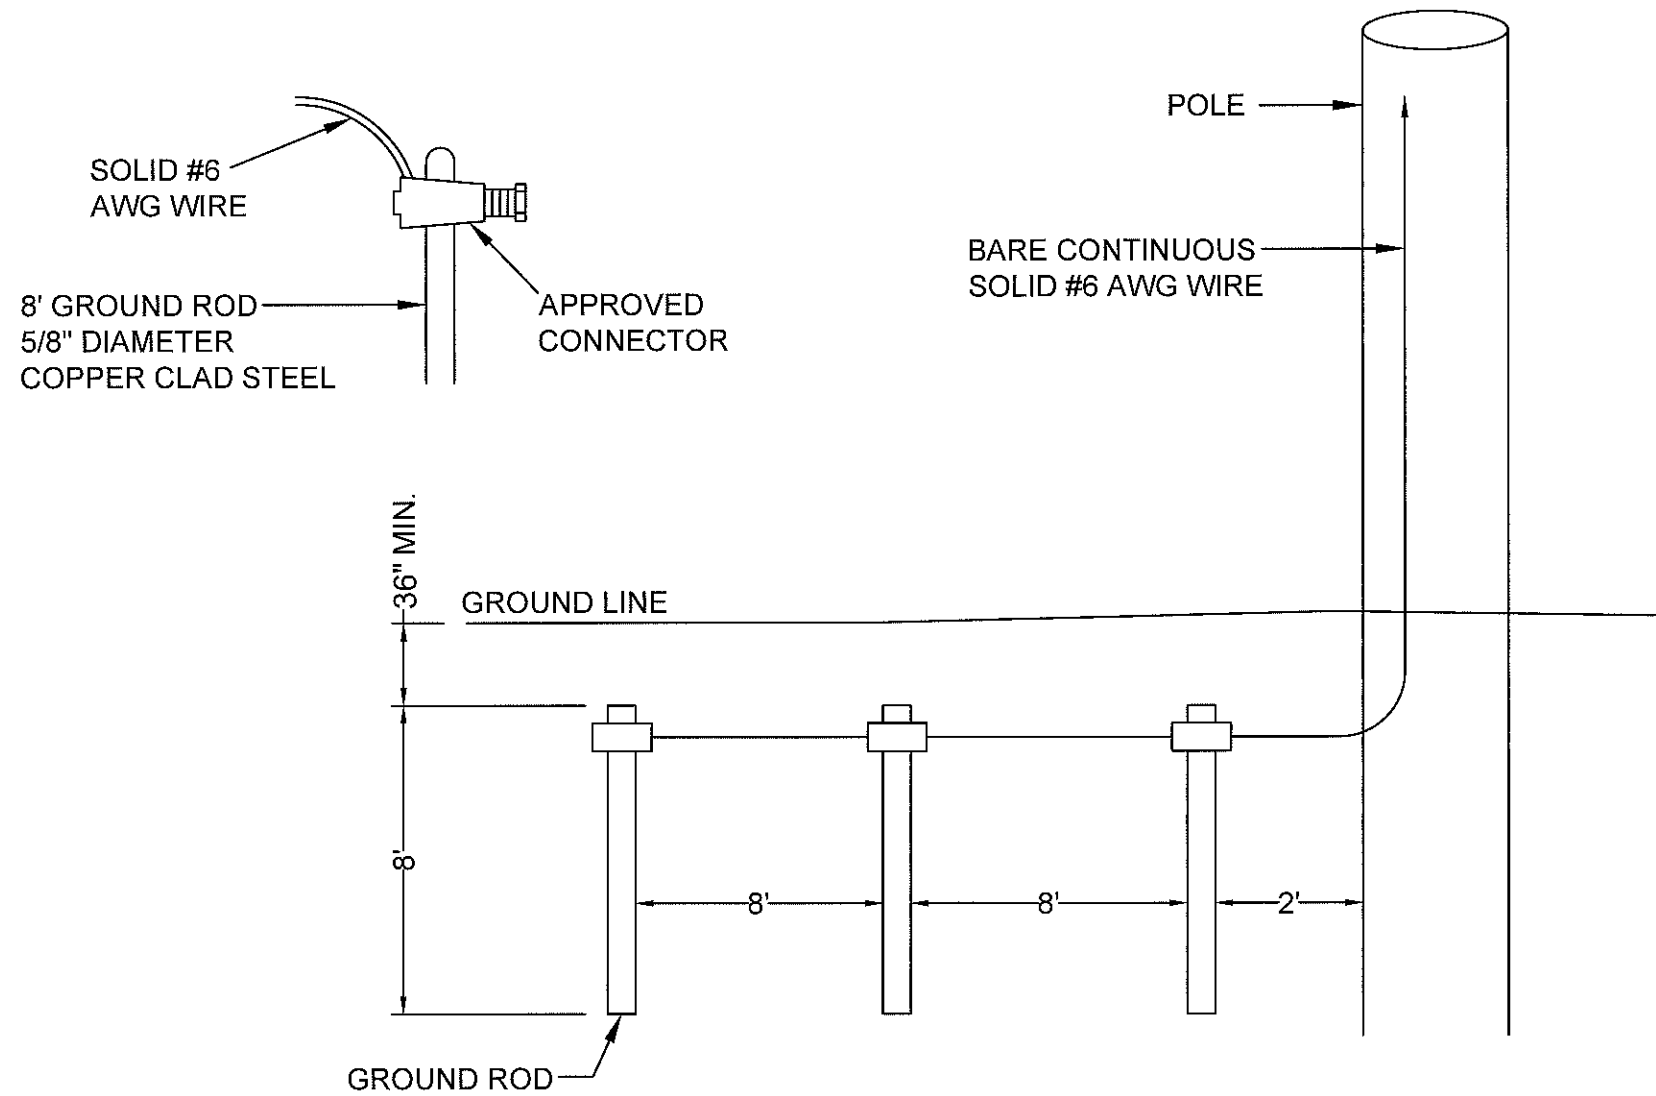 POLE
SOLID #6
AWG WIRE
BARE CONTINUOUS
SOLID #6 AWG WIRE
8' GROUND ROD
5/8" DIAMETER
COPPER CLAD STEEL
APPROVED
CONNECTOR
36" MIN.
GROUND LINE
8'
8'
8'
2'
GROUND ROD